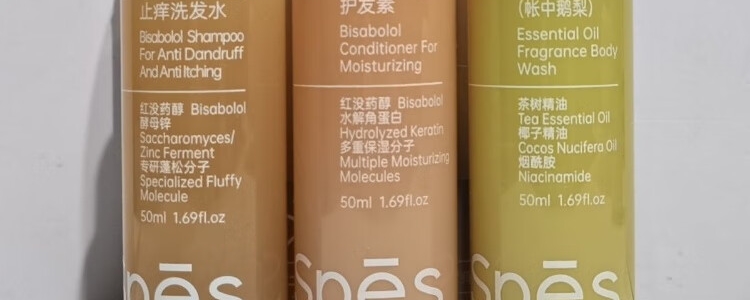 止痒洗发水
Bisabolol Shampoo
For Anti Dandruff
And Anti Itching
红没药醇 Bisabolol
酵母锌
Saccharomyces/
Zinc Ferment
专研蓬松分子
Specialized Fluffy
Molecule
50ml 1.69fl.oz
Spēs
护发素
Bisabolol
Conditioner For
Moisturizing
红没药醇 Bisabolol
水解角蛋白
Hydrolyzed Keratin
多重保湿分子
Multiple Moisturizing
Molecules
50ml 1.69fl.oz
Spēs
(帐中鹅梨)
Essential Oil
Fragrance Body
Wash
茶树精油
Tea Essential Oil
椰子精油
Cocos Nucifera Oil
烟酰胺
Niacinamide
50ml 1.69fl.oz
Spēs